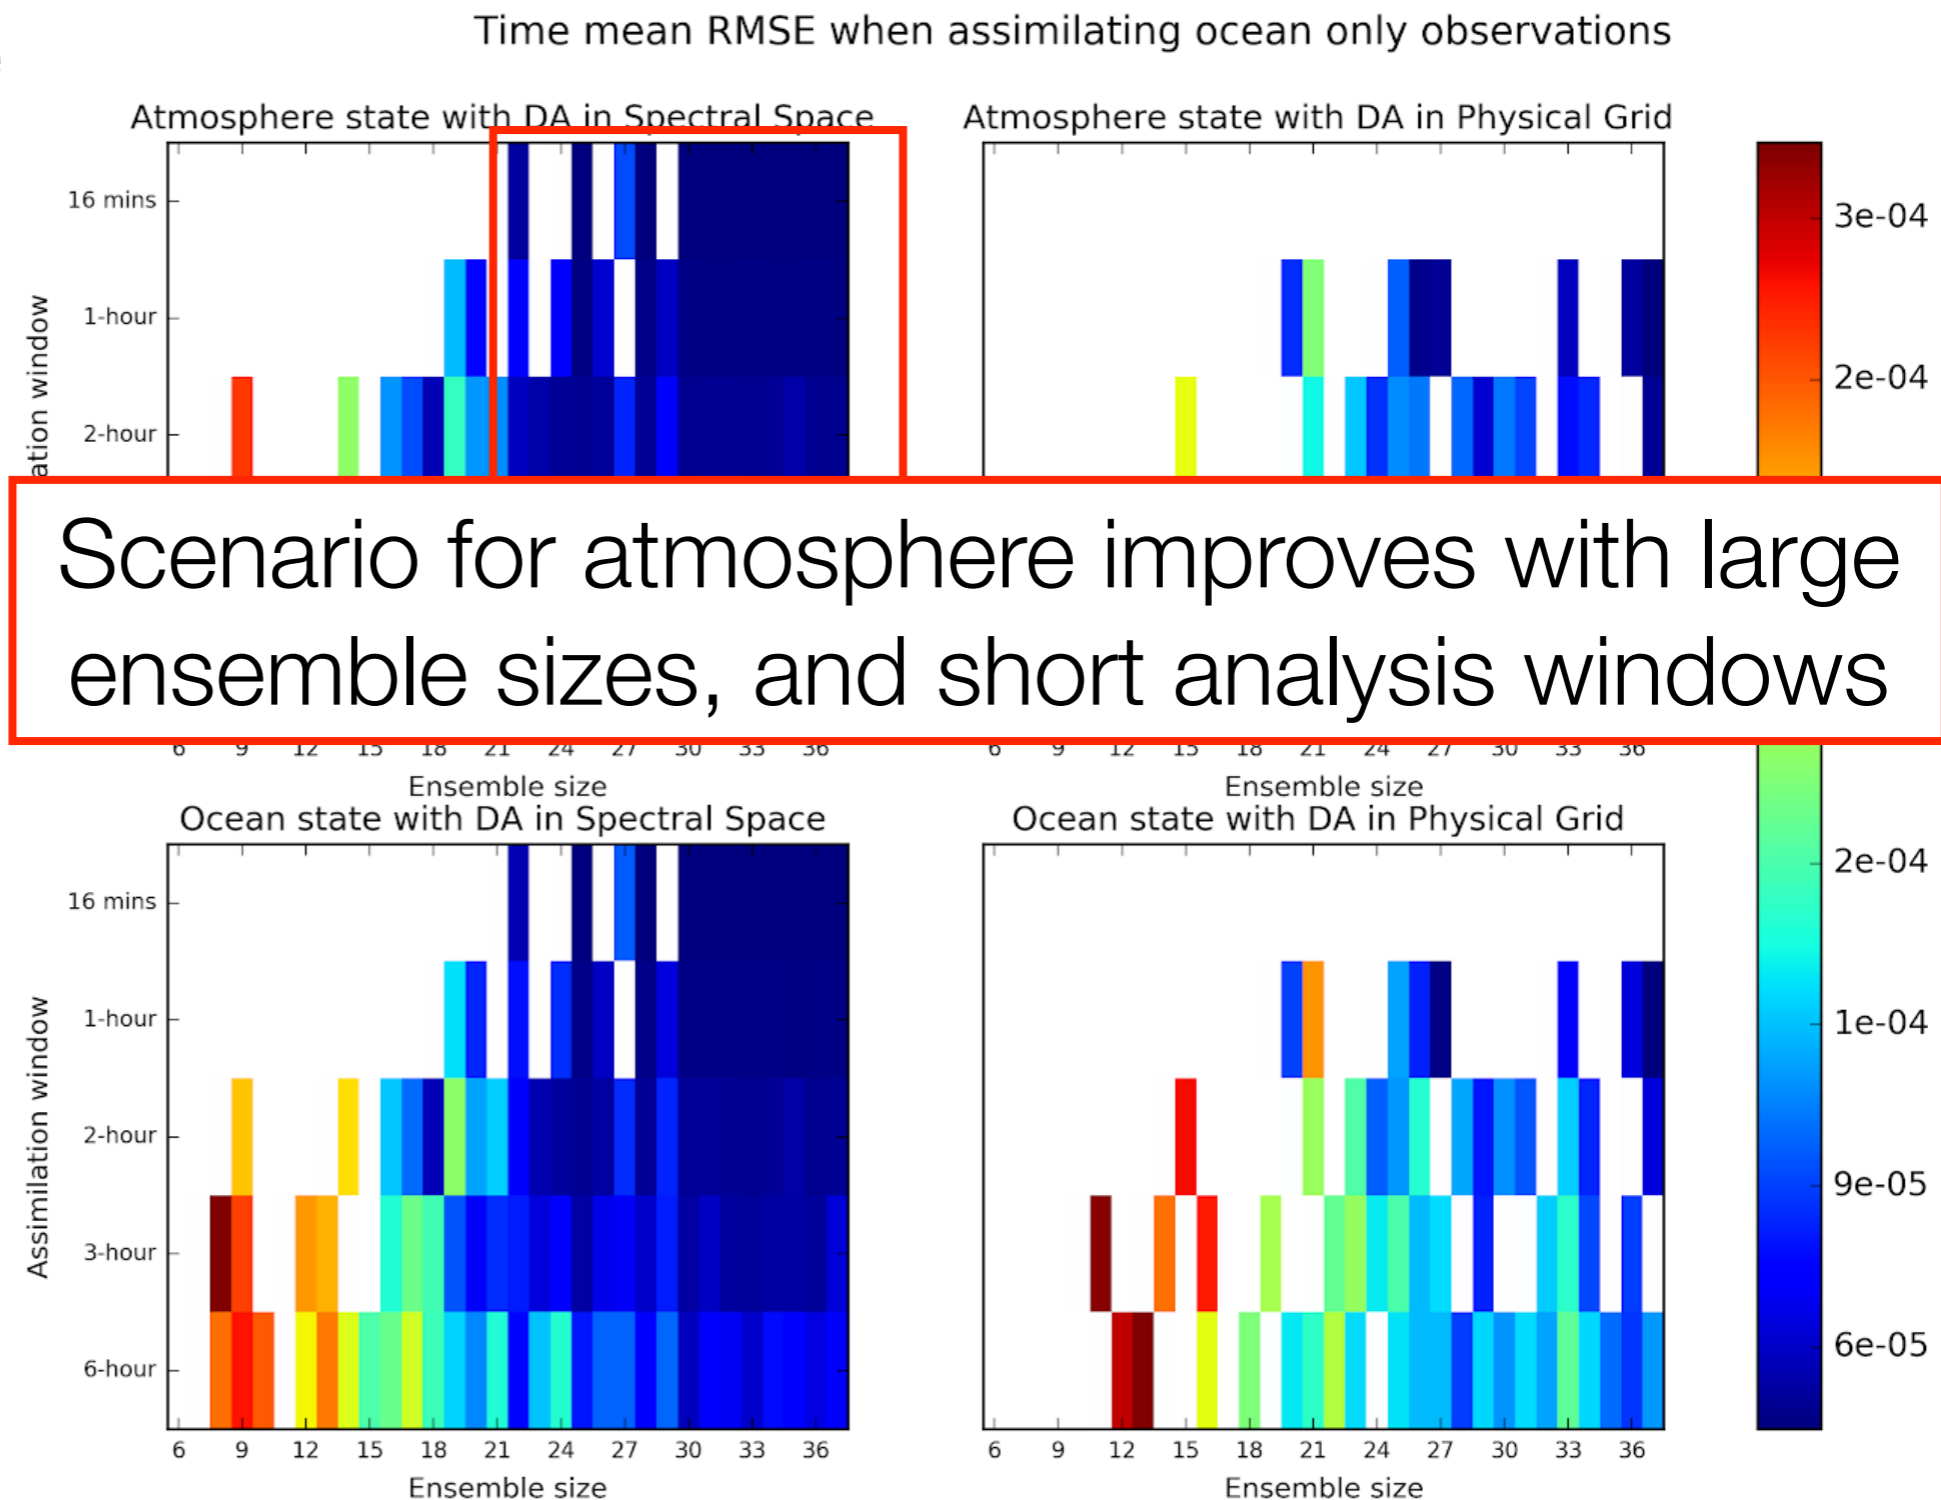 Time mean RMSE when assimilating ocean only observations
Atmosphere state with DA in Spectral Space
Atmosphere state with DA in Physical Grid
16 mins
1-hour
2-hour
ation window
3e-04
2e-04
Scenario for atmosphere improves with large
ensemble sizes, and short analysis windows
6 9 12 15 18 21 24 27 30 33 36
Ensemble size
6 9 12 15 18 21 24 27 30 33 36
Ensemble size
Ocean state with DA in Spectral Space
Ocean state with DA in Physical Grid
16 mins
1-hour
2-hour
3-hour
6-hour
Assimilation window
6 9 12 15 18 21 24 27 30 33 36
Ensemble size
6 9 12 15 18 21 24 27 30 33 36
Ensemble size
2e-04
1e-04
9e-05
6e-05